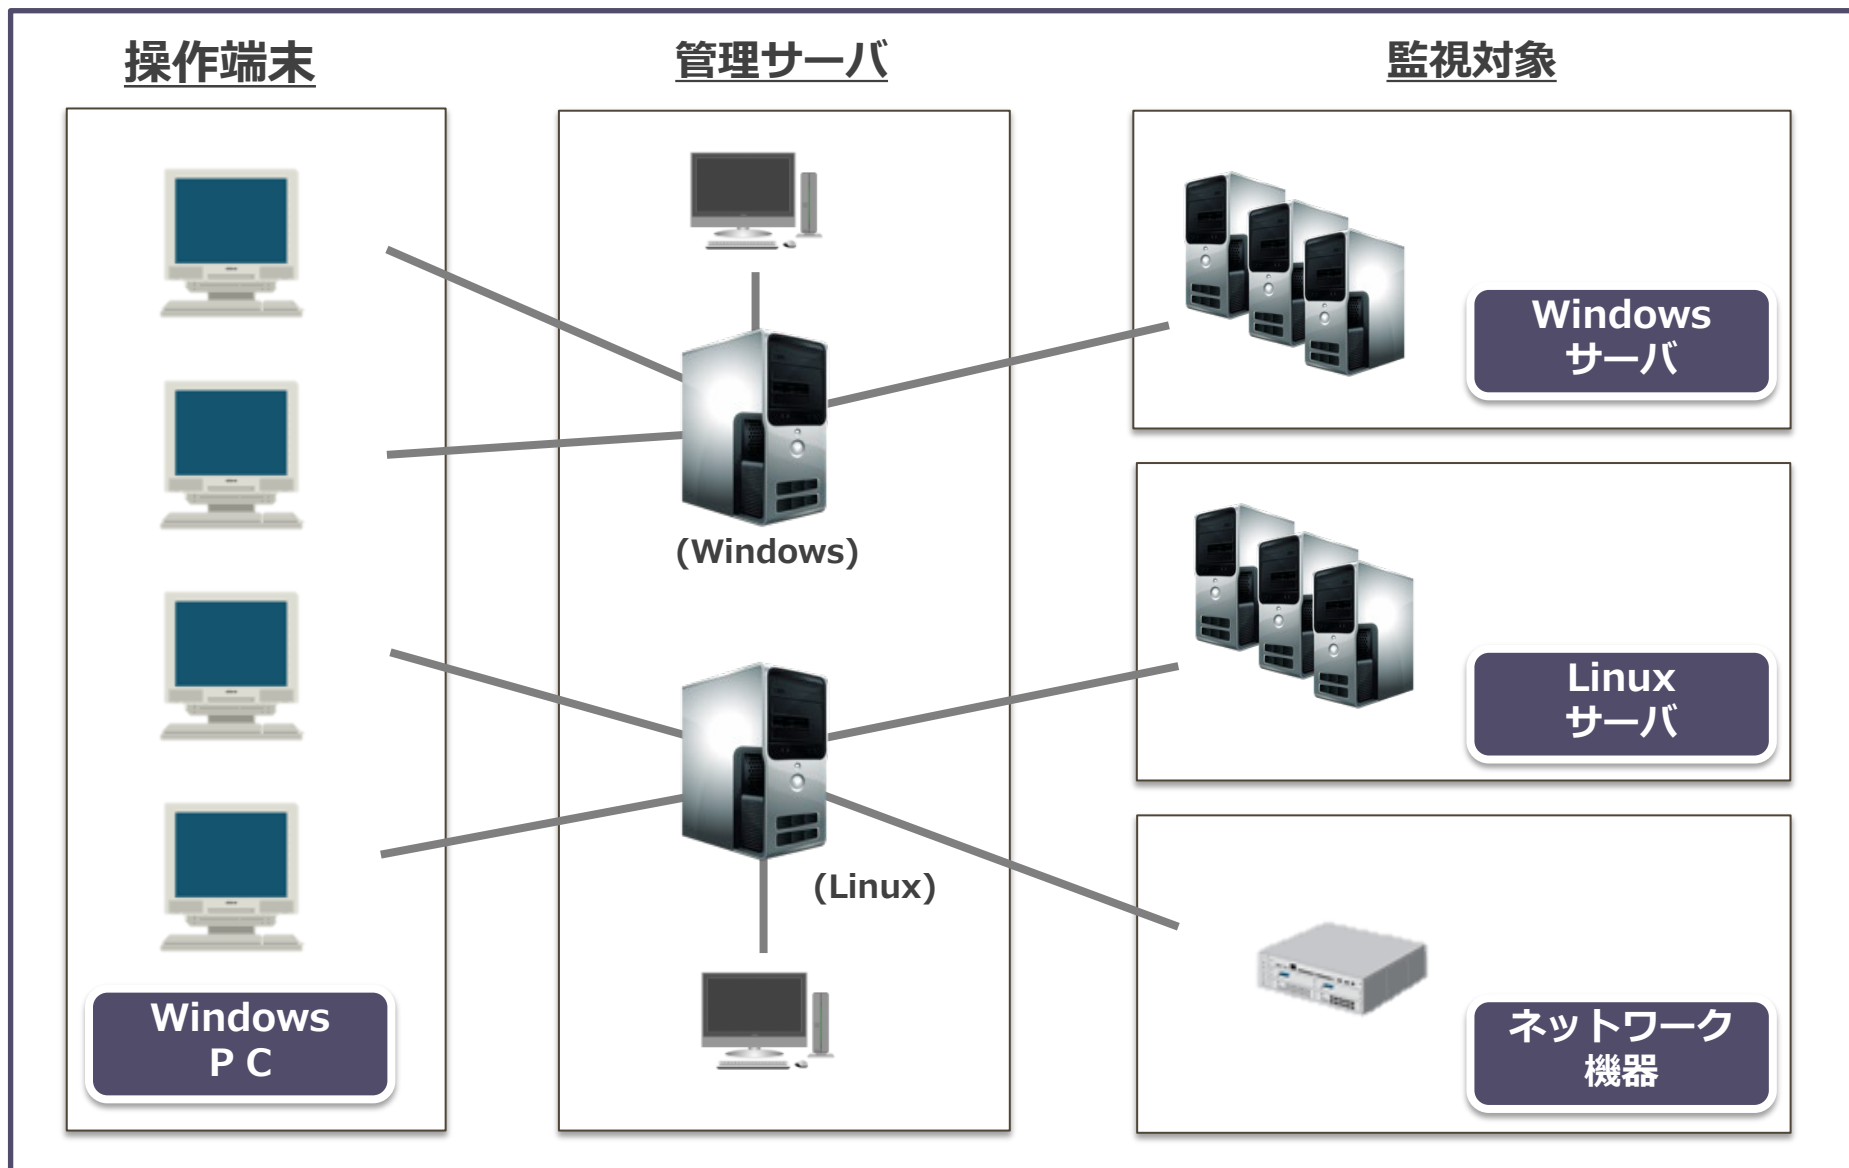 操作端末
管理サーバ
監視対象
Windows
サーバ
(Windows)
Linux
サーバ
(Linux)
Windows
ＰＣ
ネットワーク
機器